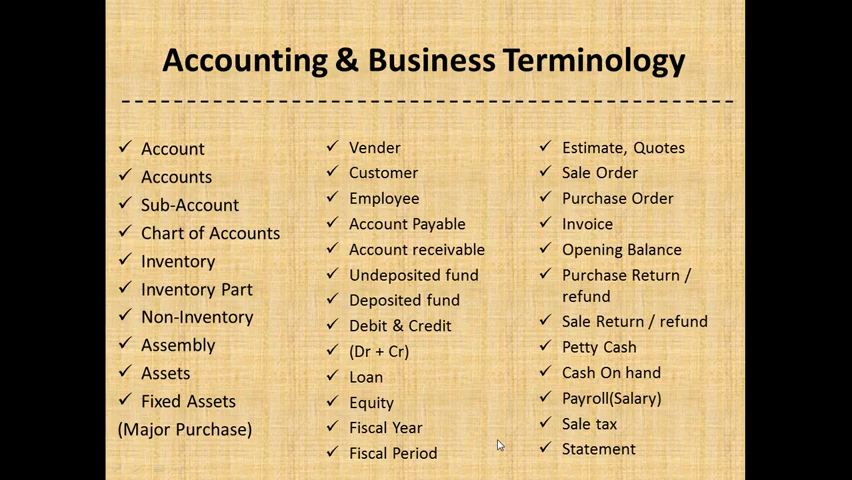 Accounting & Business Terminology
Account
Accounts
Sub-Account
Chart of Accounts
Inventory
Inventory Part
Non-Inventory
Assembly
Assets
Fixed Assets
(Major Purchase)
Vender
Customer
Employee
Account Payable
Account receivable
Undeposited fund
Deposited fund
Debit & Credit
(Dr + Cr)
Loan
Equity
Fiscal Year
Fiscal Period
Estimate, Quotes
Sale Order
Purchase Order
Invoice
Opening Balance
Purchase Return /
refund
Sale Return / refund
Petty Cash
Cash On hand
Payroll(Salary)
Sale tax
Statement